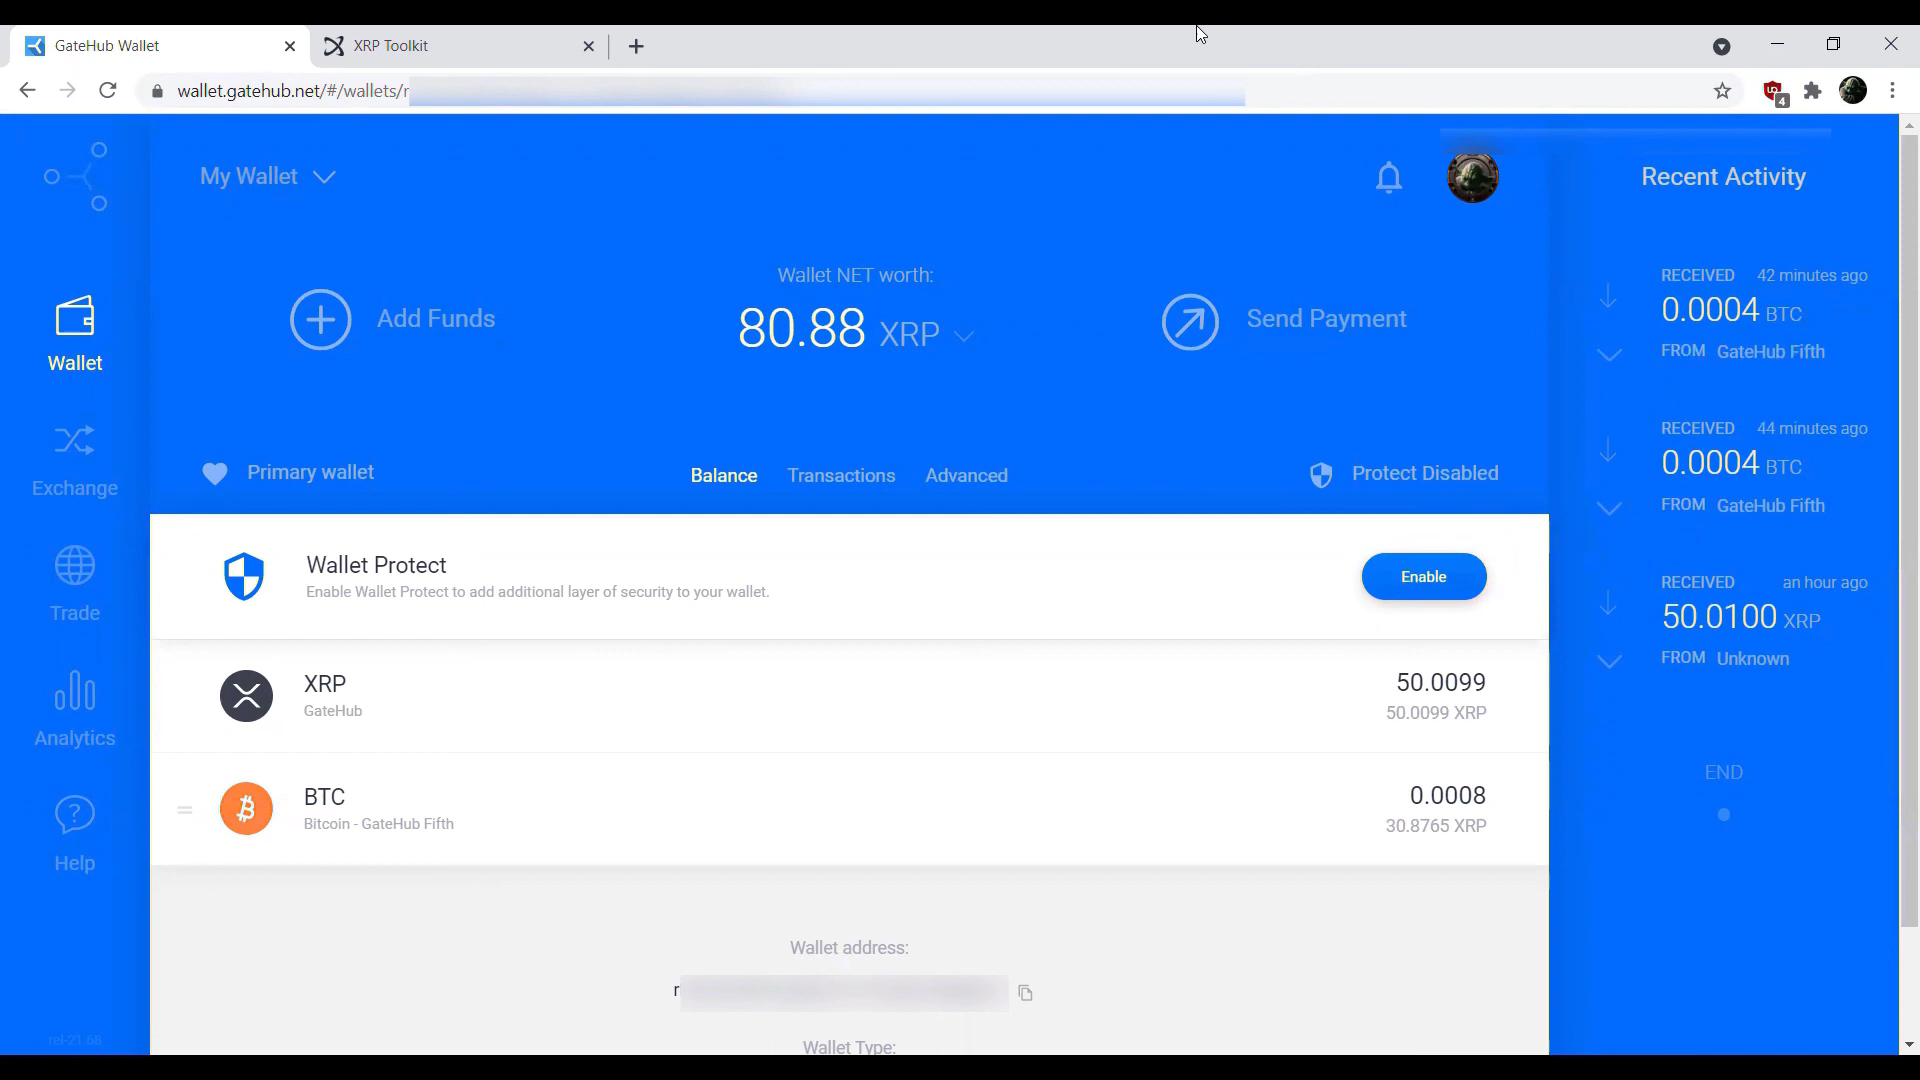 GateHub Wallet
XRP Toolkit
wallet.gatehub.net/#/wallets/r
4
My Wallet
Recent Activity
Wallet
Exchange
Trade
Analytics
Help
rel-21.68
Add Funds
Wallet NET worth:
80.88 XRP
Send Payment
Primary wallet
Balance
Transactions
Advanced
Protect Disabled
Wallet Protect
Enable Wallet Protect to add additional layer of security to your wallet.
Enable
XRP
GateHub
50.0099
50.0099 XRP
BTC
Bitcoin - GateHub Fifth
0.0008
30.8765 XRP
Wallet address:
r
Wallet Type:
RECEIVED 42 minutes ago
0.0004 BTC
FROM GateHub Fifth
RECEIVED 44 minutes ago
0.0004 BTC
FROM GateHub Fifth
RECEIVED an hour ago
50.0100 XRP
FROM Unknown
END